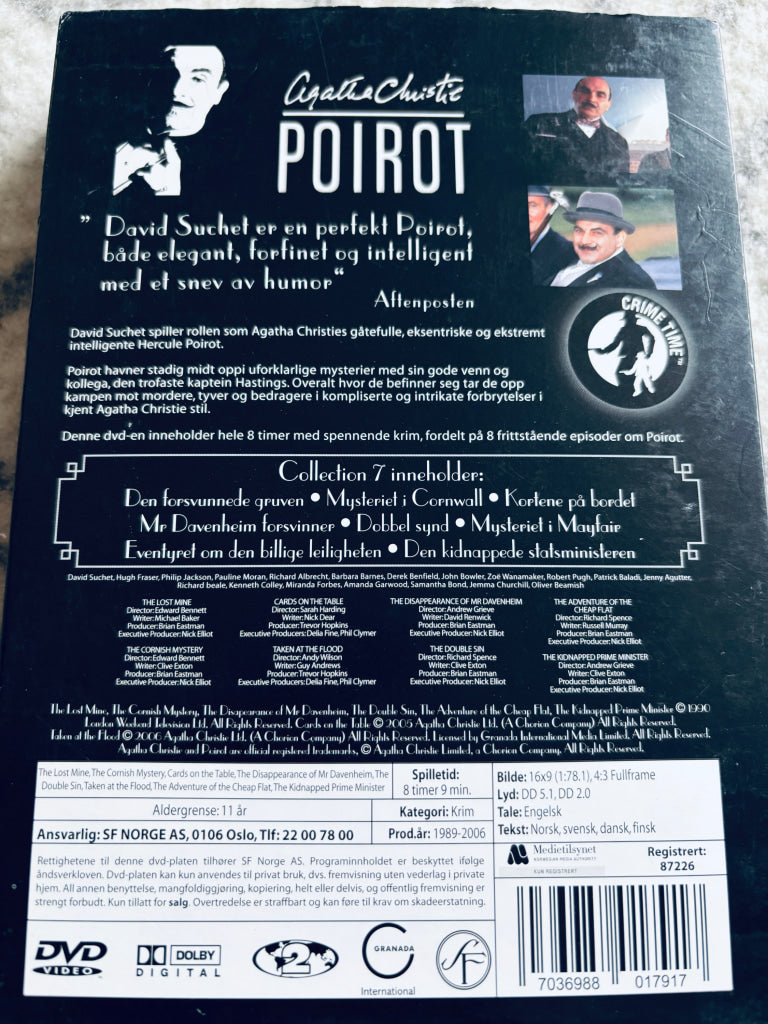 Agatha Christie
POIROT
" David Suchet er en perfekt Poirot,
både elegant, forfinet og intelligent
med et snev av humor"
Aftenposten
CRIME TIME™
David Suchet spiller rollen som Agatha Christies gåtefulle, eksentriske og ekstremt
intelligente Hercule Poirot.
Poirot havner stadig midt oppi uforklarlige mysterier med sin gode venn og
kollega, den trofaste kaptein Hastings. Overalt hvor de befinner seg tar de opp
kampen mot mordere, tyver og bedragere i kompliserte og intrikate forbrytelser i
kjent Agatha Christie stil.
Denne dvd-en inneholder hele 8 timer med spennende krim, fordelt på 8 frittstående episoder om Poirot.
Collection 7 inneholder:
Den forsvunnede gruven • Mysteriet i Cornwall • Kortene på bordet
Mr Davenheim forsvinner • Dobbel synd • Mysteriet i Mayfair
Eventyret om den billige leiligheten • Den kidnappede statsministeren
David Suchet, Hugh Fraser, Philip Jackson, Pauline Moran, Richard Albrecht, Barbara Barnes, Derek Benfield, John Bowler, Zoë Wanamaker, Robert Pugh, Patrick Baladi, Jenny Agutter,
Richard beale, Kenneth Colley, Miranda Forbes, Amanda Garwood, Samantha Bond, Jemma Churchill, Oliver Beamish
THE LOST MINE
Director: Edward Bennett
Writer: Michael Baker
Producer: Brian Eastman
Executive Producer: Nick Elliot
CARDS ON THE TABLE
Director: Sarah Harding
Writer: Nick Dear
Producer: Trevor Hopkins
Executive Producers: Delia Fine, Phil Clymer
THE DISAPPEARANCE OF MR DAVENHEIM
Director: Andrew Grieve
Writer: David Renwick
Producer: Brian Eastman
Executive Producer: Nick Elliot
THE ADVENTURE OF THE
CHEAP FLAT
Director: Richard Spence
Writer: Russell Murray
Producer: Brian Eastman
Executive Producer: Nick Elliot
THE CORNISH MYSTERY
Director: Edward Bennett
Writer: Clive Exton
Producer: Brian Eastman
Executive Producer: Nick Elliot
TAKEN AT THE FLOOD
Director: Andy Wilson
Writer: Guy Andrews
Producer: Trevor Hopkins
Executive Producers: Delia Fine, Phil Clymer
THE DOUBLE SIN
Director: Richard Spence
Writer: Clive Exton
Producer: Brian Eastman
Executive Producer: Nick Elliot
THE KIDNAPPED PRIME MINISTER
Director: Andrew Grieve
Writer: Clive Exton
Producer: Brian Eastman
Executive Producer: Nick Elliot
The Lost Mine, The Cornish Mystery, The Disapearance of Mr Davenheim, The Double Sin, The Adventure of the Cheap Flat, The Kidnapped Prime Minister © 1990
London Weekend Television Ltd. All Rights Reserved. Cards on the Table © 2005 Agatha Christie Ltd. (A Chorion Company) All Rights Reserved.
Taken at the Flood © 2006 Agatha Christie Ltd. (A Chorion Company) All Rights Reserved. Licensed by Granada International Media Limited. All Rights Reserved.
Agatha Christie and Poirot are official registered trademarks, © Agatha Christie Limited, a Chorion Company. All Rights Reserved.
The Lost Mine, The Cornish Mystery, Cards on the Table, The Disappearance of Mr Davenheim, The
Double Sin, Taken at the Flood, The Adventure of the Cheap Flat, The Kidnapped Prime Minister
Spilletid:
8 timer 9 min.
Aldergrense: 11 år
Kategori: Krim
Ansvarlig: SF NORGE AS, 0106 Oslo, Tlf: 22 00 78 00
Prod.år: 1989-2006
Bilde: 16x9 (1:78.1), 4:3 Fullframe
Lyd: DD 5.1, DD 2.0
Tale: Engelsk
Tekst: Norsk, svensk, dansk, finsk
Rettighetene til denne dvd-platen tilhører SF Norge AS. Programinnholdet er beskyttet ifølge
åndsverkloven. Dvd-platen kan kun anvendes til privat bruk, dvs. fremvisning uten vederlag i private
hjem. All annen benyttelse, mangfoldiggjøring, kopiering, helt eller delvis, og offentlig fremvisning er
strengt forbudt. Kun tillatt for salg. Overtredelse er straffbart og kan føre til krav om skadeerstatning.
Medietilsynet
NORWEGIAN MEDIA AUTHORITY
KUN REGISTRERT
Registrert:
87226
DVD
VIDEO
DOLBY
DIGITAL
2
GRANADA
International
SF
7036988 017917